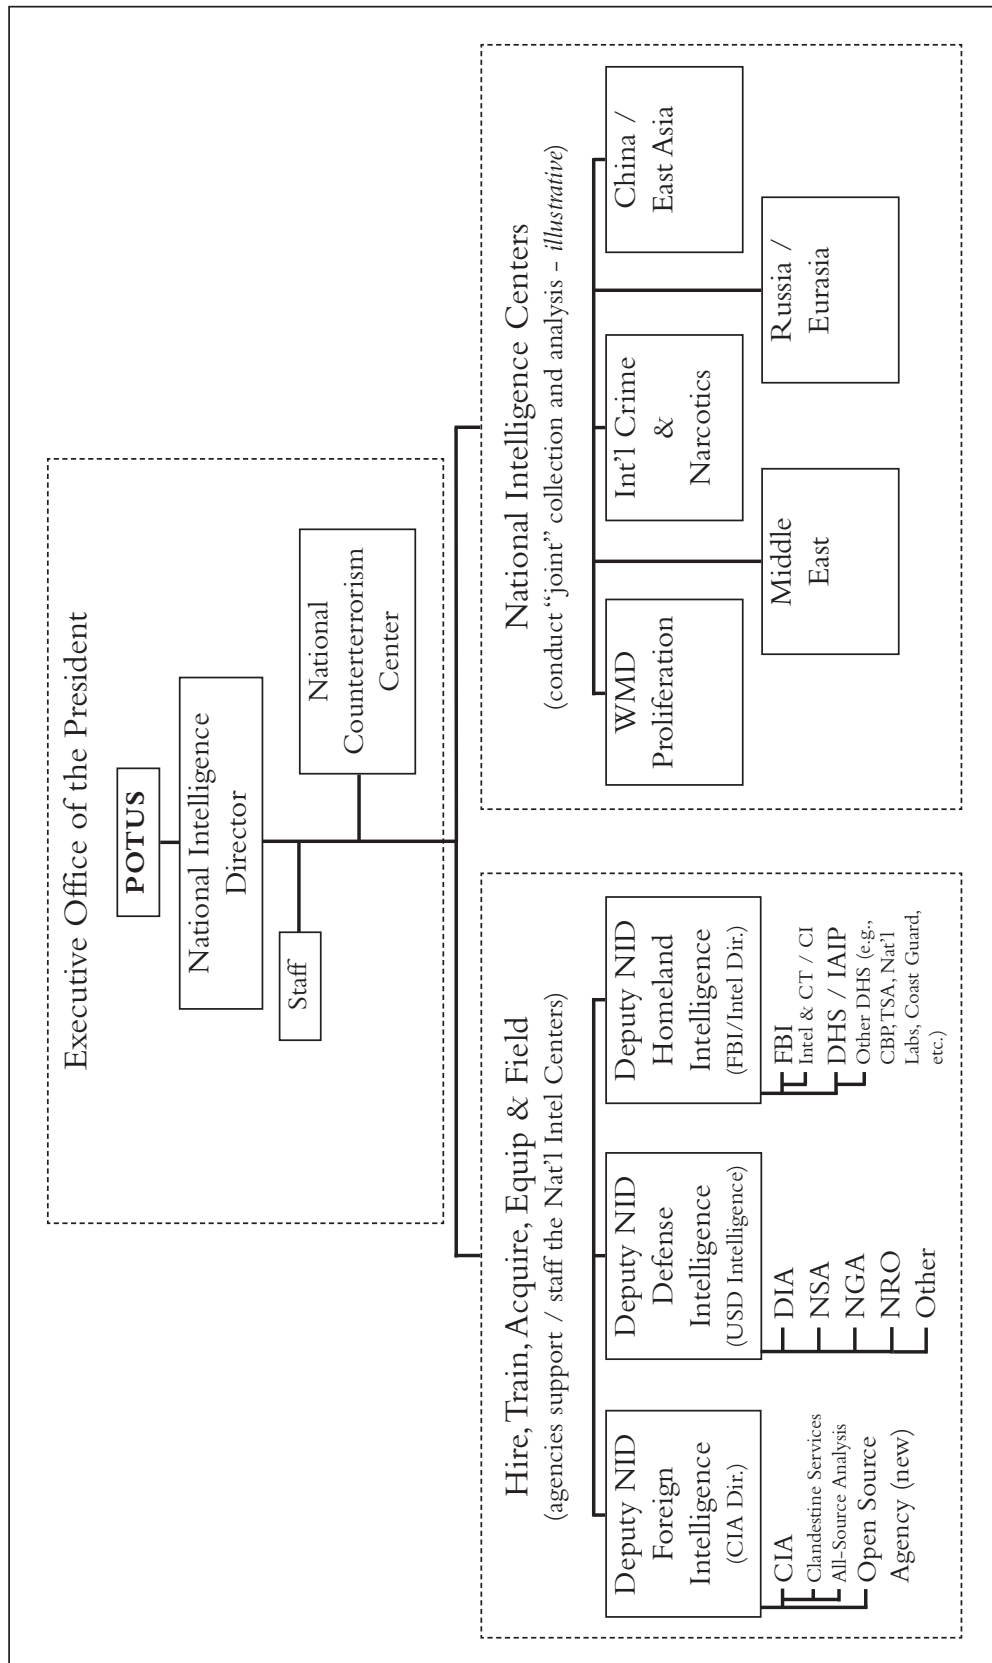 Executive Office of the President
POTUS
National Intelligence
Director
Staff
National
Counterterrorism
Center
Hire, Train, Acquire, Equip & Field
(agencies support / staff the Nat'l Intel Centers)
Deputy NID
Foreign
Intelligence
(CIA Dir.)
CIA
Clandestine Services
All-Source Analysis
Open Source
Agency (new)
Deputy NID
Defense
Intelligence
(USD Intelligence)
DIA
NSA
NGA
NRO
Other
Deputy NID
Homeland
Intelligence
(FBI/Intel Dir.)
FBI
Intel & CT / CI
DHS / IAIP
Other DHS (e.g.,
CBP, TSA, Nat'l
Labs, Coast Guard,
etc.)
National Intelligence Centers
(conduct “joint” collection and analysis – illustrative)
WMD
Proliferation
Int'l Crime
&
Narcotics
China /
East Asia
Middle
East
Russia /
Eurasia